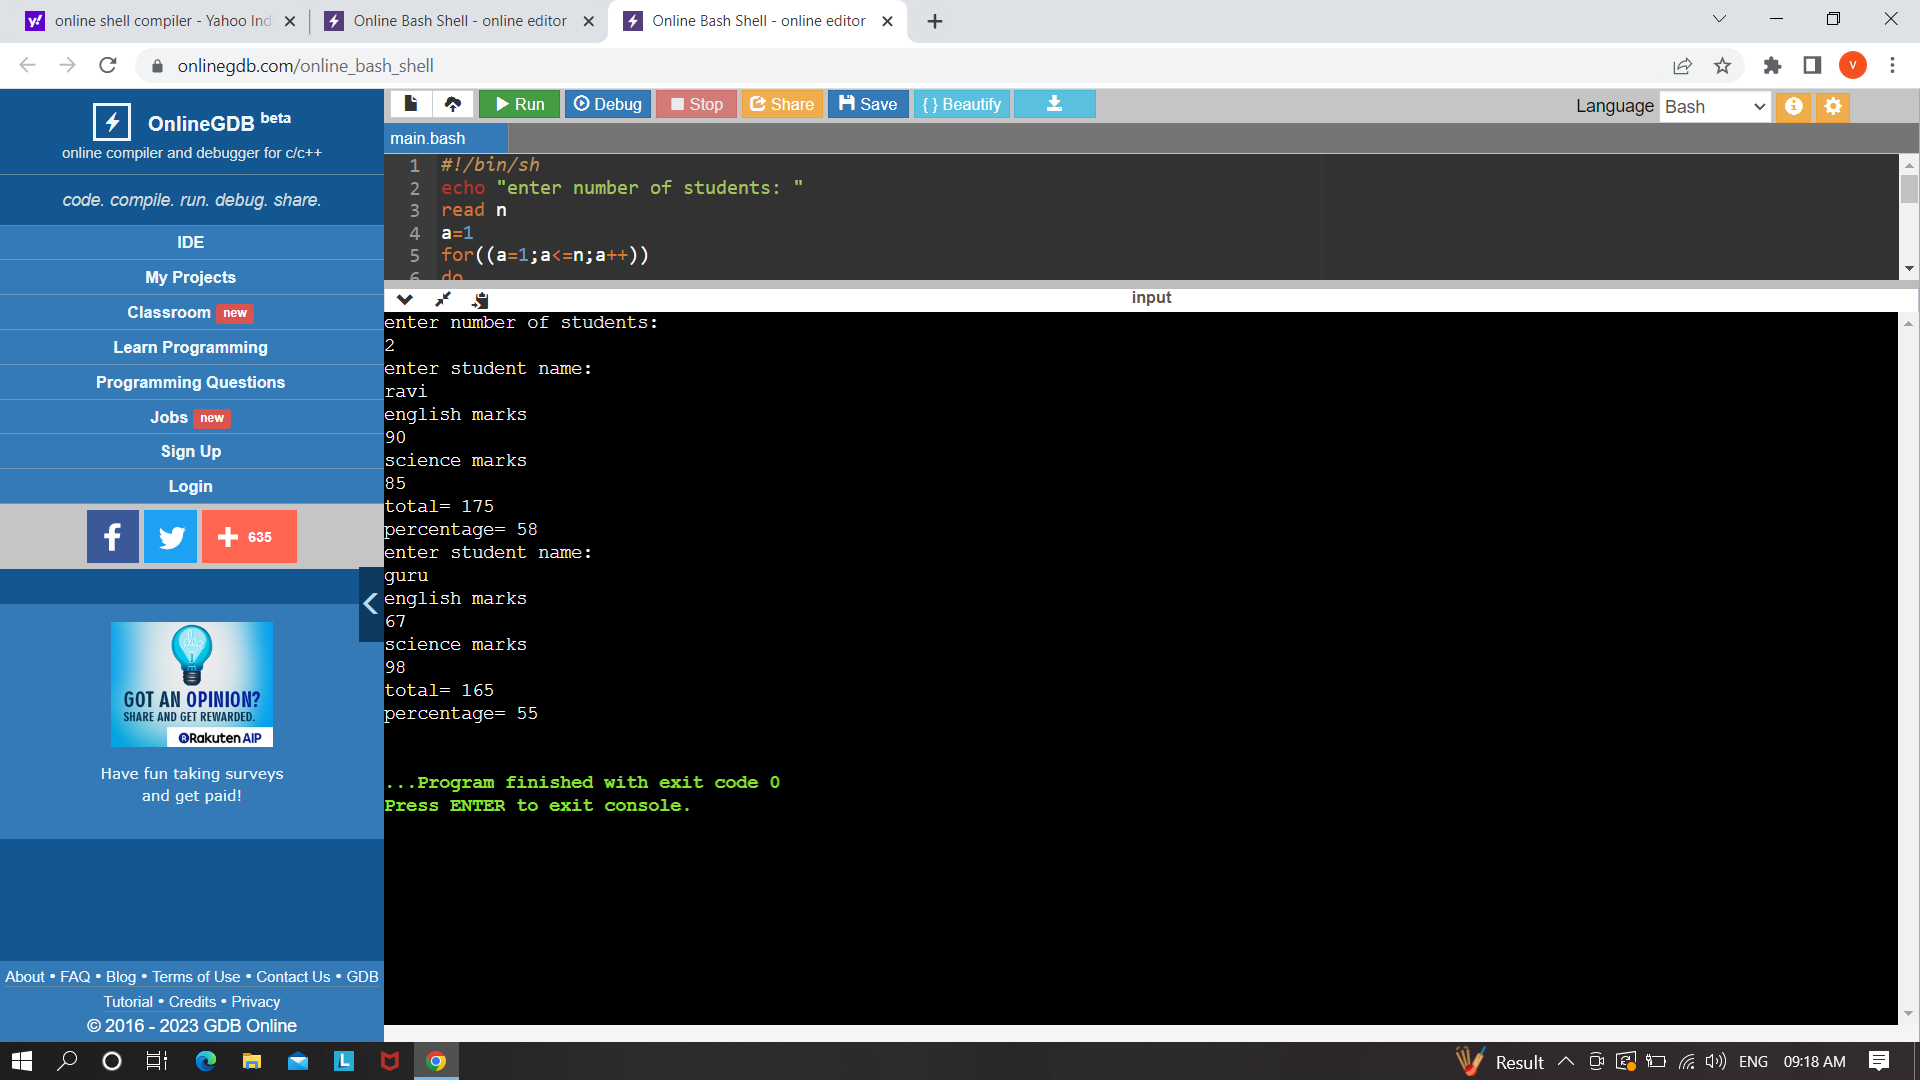 online shell compiler - Yahoo Ind
Online Bash Shell - online editor
Online Bash Shell - online editor
onlinegdb.com/online_bash_shell
V
OnlineGDB beta
online compiler and debugger for c/c++
code. compile. run. debug. share.
IDE
My Projects
Classroom new
Learn Programming
Programming Questions
Jobs new
Sign Up
Login
635
GOT AN OPINION?
SHARE AND GET REWARDED.
Rakuten AIP
Have fun taking surveys
and get paid!
About • FAQ • Blog • Terms of Use • Contact Us • GDB
Tutorial • Credits • Privacy
© 2016 - 2023 GDB Online
Run Debug Stop Share Save { } Beautify
Language Bash
main.bash
1 #!/bin/sh
2 echo "enter number of students: "
3 read n
4 a=1
5 for((a=1;a<=n;a++))
6 do
input
enter number of students:
2
enter student name:
ravi
english marks
90
science marks
85
total= 175
percentage= 58
enter student name:
guru
english marks
67
science marks
98
total= 165
percentage= 55
...Program finished with exit code 0
Press ENTER to exit console.
Result ENG 09:18 AM